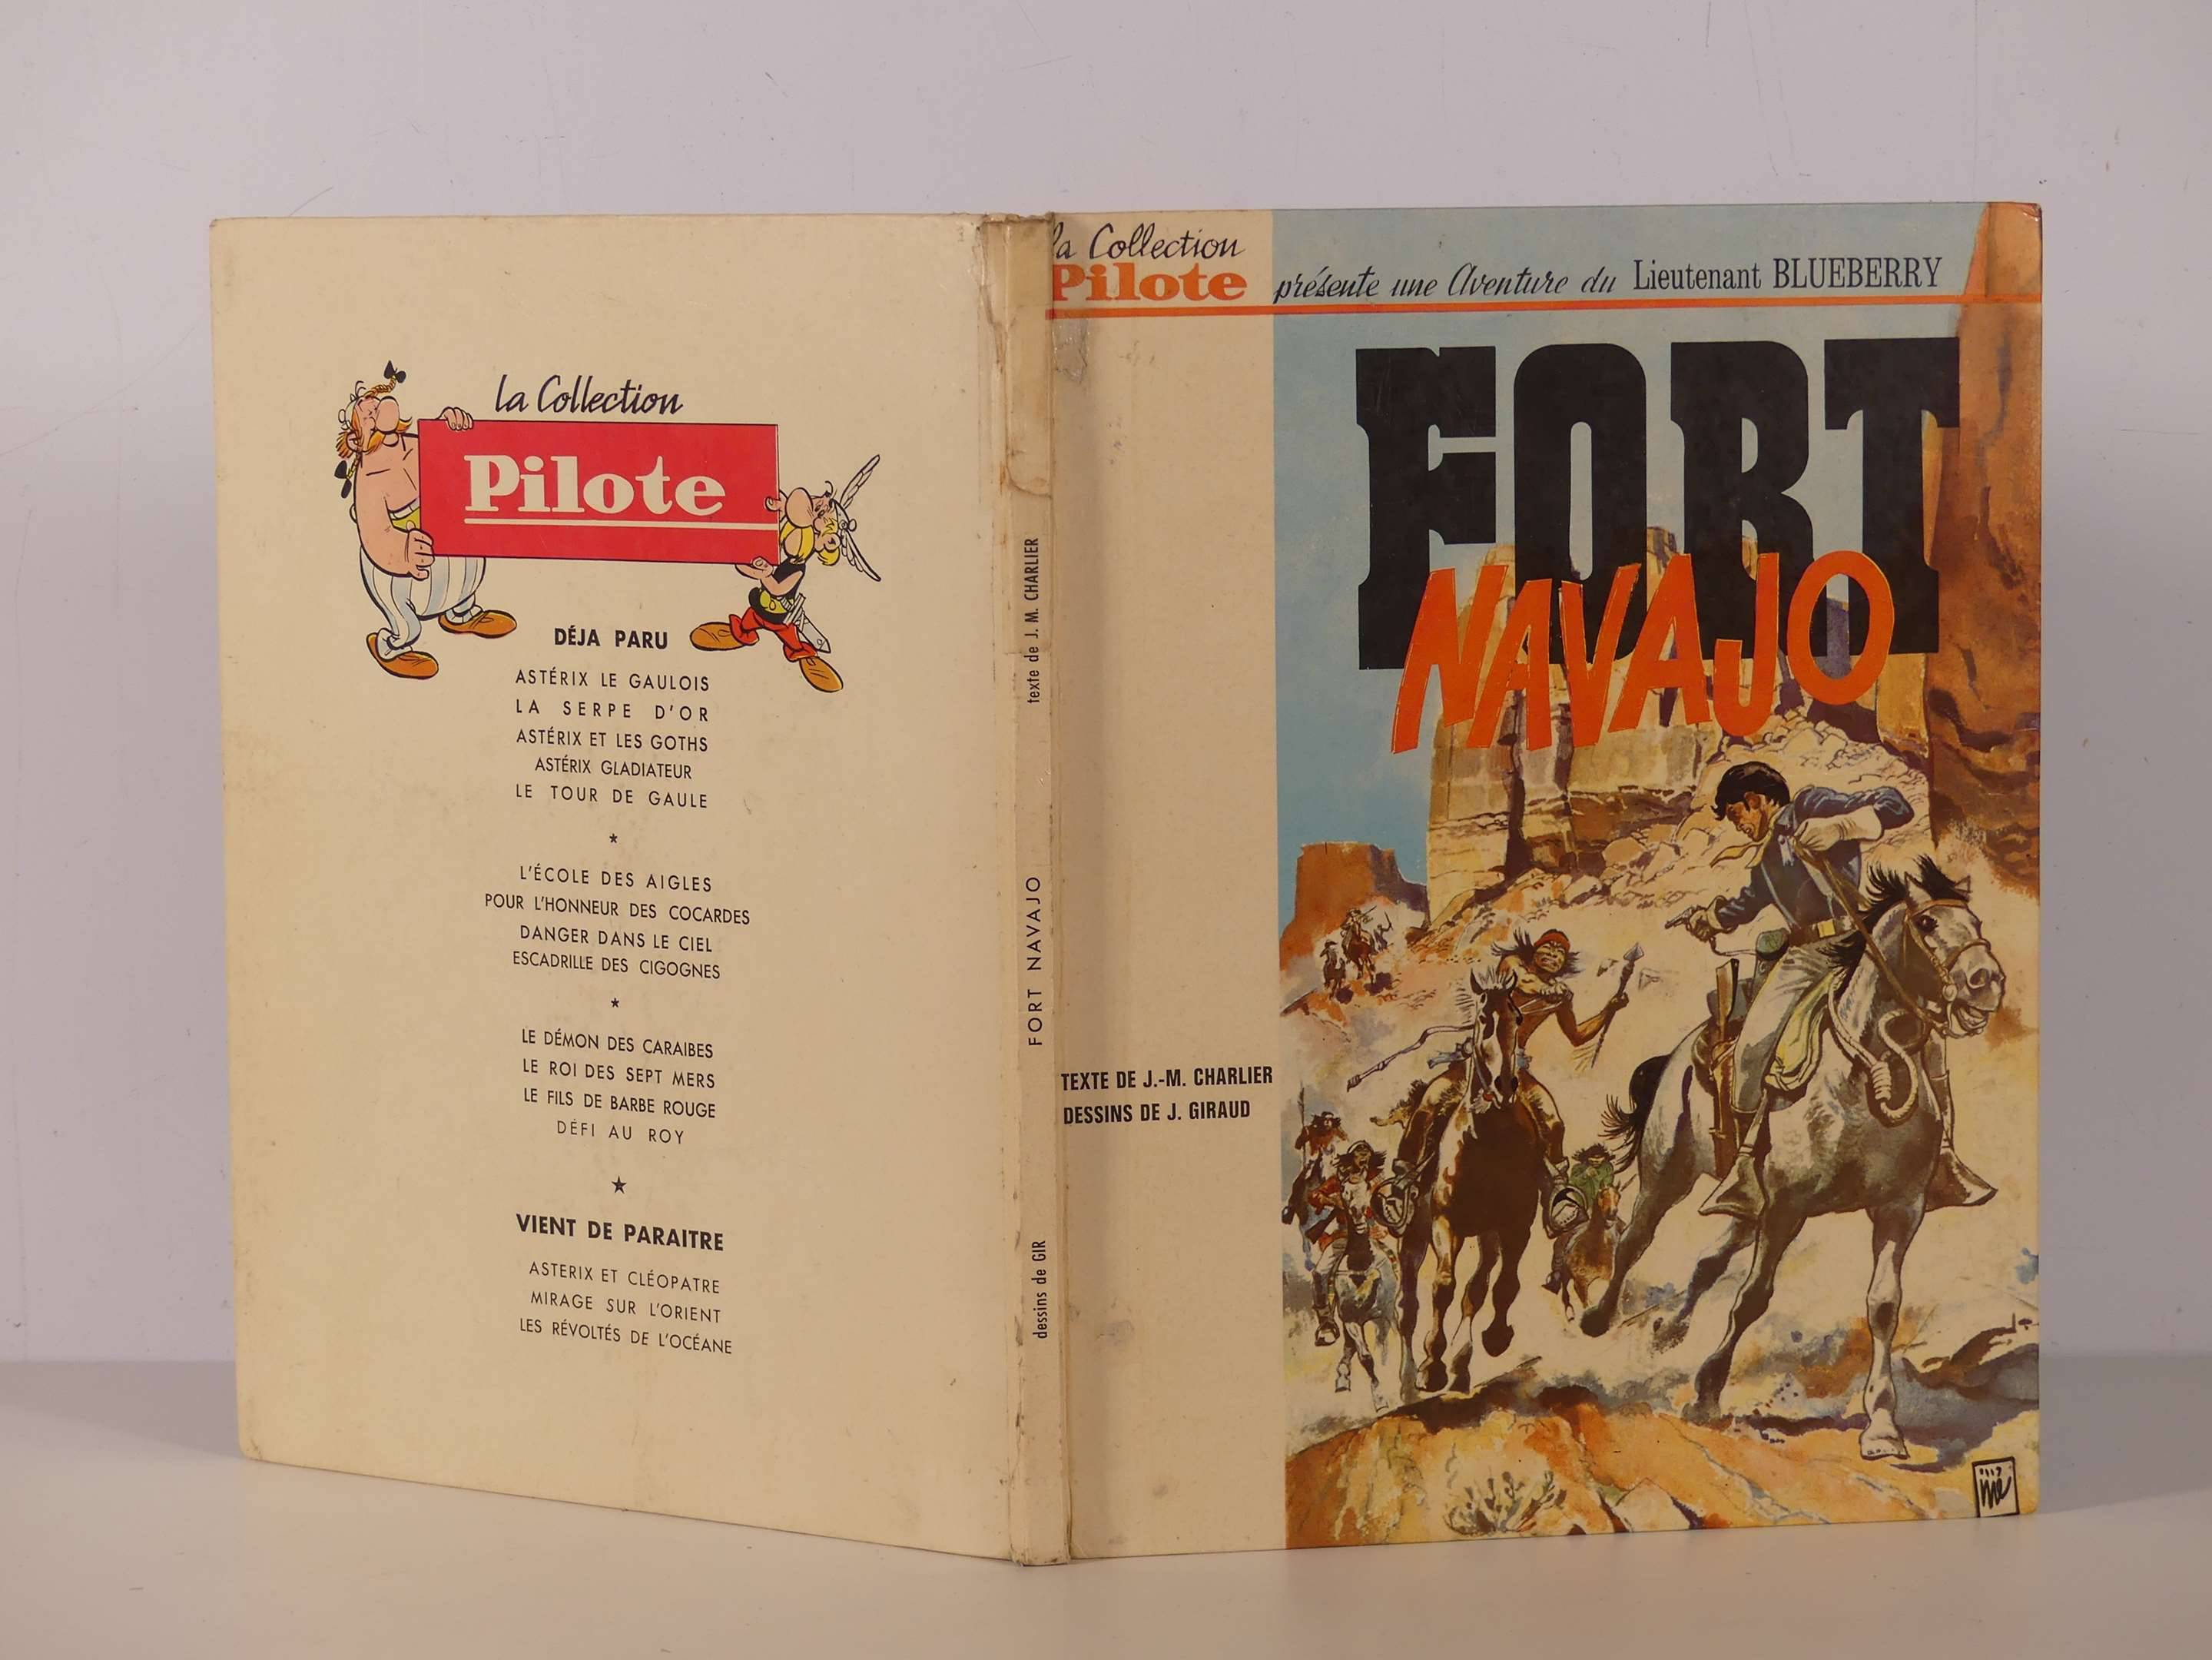 la Collection
Pilote
DÉJA PARU
ASTÉRIX LE GAULOIS
LA SERPE D'OR
ASTÉRIX ET LES GOTHS
ASTÉRIX GLADIATEUR
LE TOUR DE GAULE
L'ÉCOLE DES AIGLES
POUR L'HONNEUR DES COCARDES
DANGER DANS LE CIEL
ESCADRILLE DES CIGOGNES
LE DÉMON DES CARAIBES
LE ROI DES SEPT MERS
LE FILS DE BARBE ROUGE
DÉFI AU ROY
VIENT DE PARAITRE
ASTERIX ET CLÉOPATRE
MIRAGE SUR L'ORIENT
LES RÉVOLTÉS DE L'OCÉANE
texte de J. M. CHARLIER
FORT NAVAJO
dessins de GIR
la Collection
Pilote présente une Aventure du Lieutenant BLUEBERRY
FORT
NAVAJO
TEXTE DE J.-M. CHARLIER
DESSINS DE J. GIRAUD